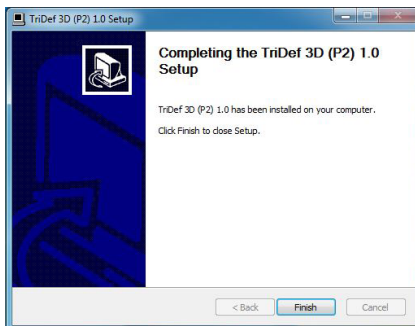 TriDef 3D (P2) 1.0 Setup
Completing the TriDef 3D (P2) 1.0
Setup
TriDef 3D (P2) 1.0 has been installed on your computer.
Click Finish to close Setup.
< Back
Finish
Cancel